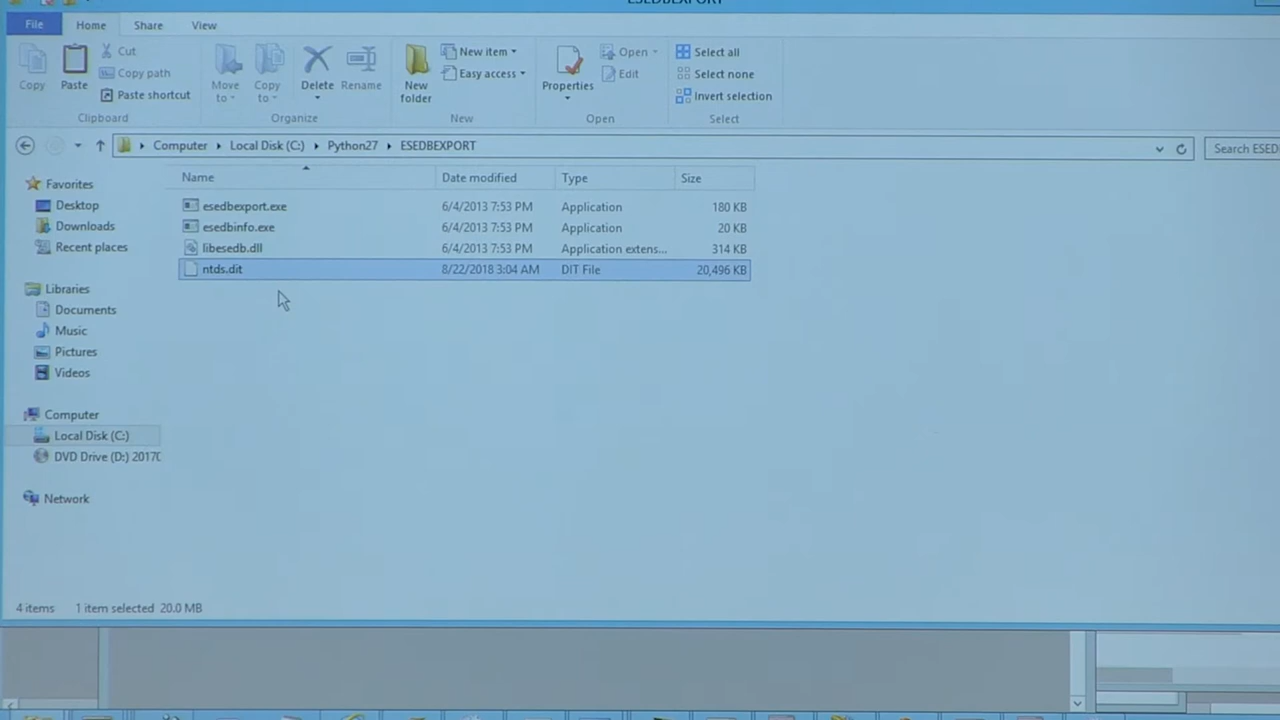 ESEDBEXPORT
File Home Share View
Copy Paste Cut Copy path Paste shortcut Move to Copy to Delete Rename New folder New item Easy access Properties Open Edit Select all Select none Invert selection
Clipboard Organize New Open Select
Computer Local Disk (C:) Python27 ESEDBEXPORT Search ESED
Name Date modified Type Size
esedbexport.exe 6/4/2013 7:53 PM Application 180 KB
esedbinfo.exe 6/4/2013 7:53 PM Application 20 KB
libesedb.dll 6/4/2013 7:53 PM Application extens... 314 KB
ntds.dit 8/22/2018 3:04 AM DIT File 20,496 KB
Favorites
Desktop
Downloads
Recent places
Libraries
Documents
Music
Pictures
Videos
Computer
Local Disk (C:)
DVD Drive (D:) 2017
Network
4 items 1 item selected 20.0 MB